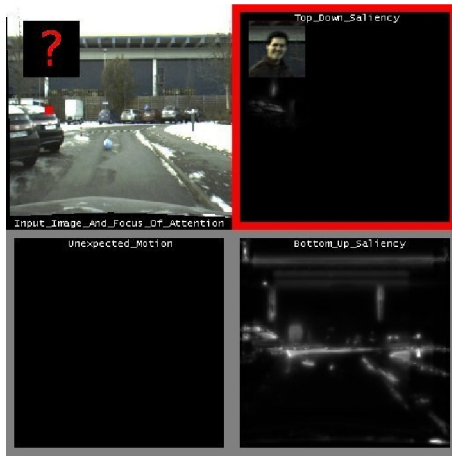 ?
Top_Down_Saliency
Input_Image_And_Focus_Of_Attention
Unexpected_Motion
Bottom_Up_Saliency